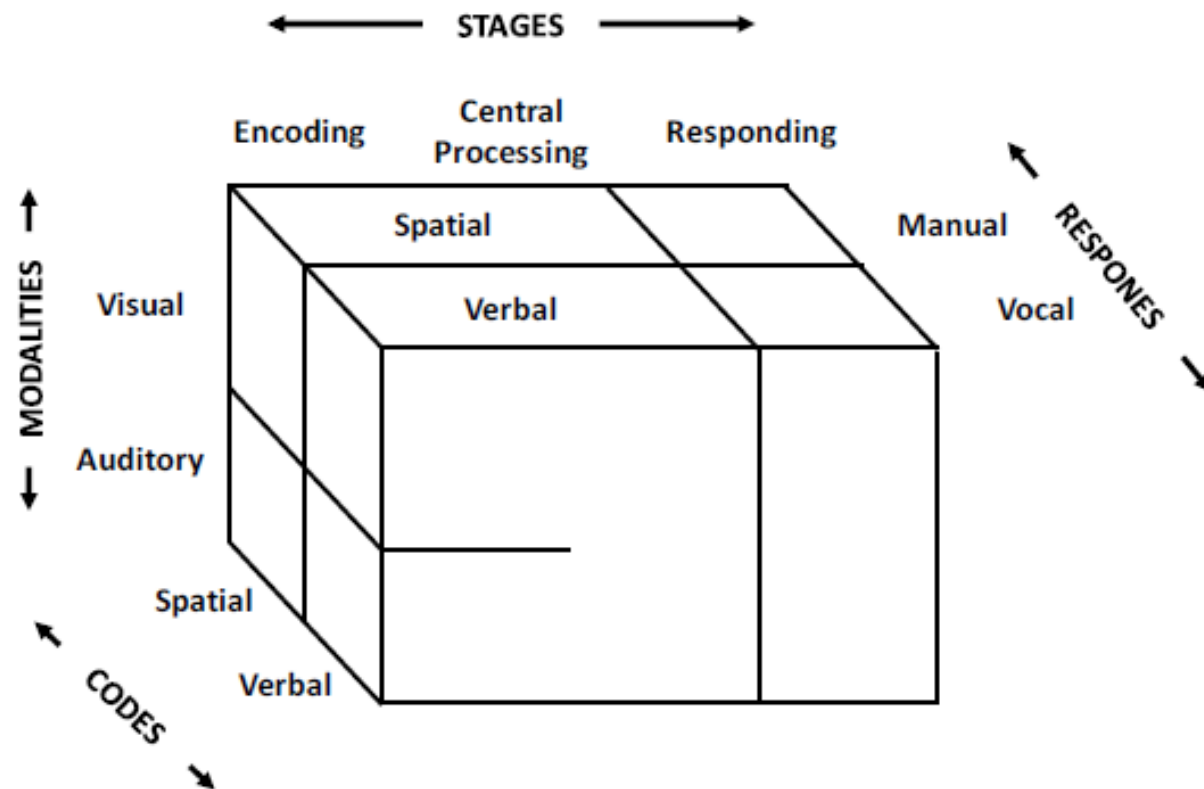 STAGES
Encoding
Central
Processing
Responding
MODALITIES
Visual
Auditory
Spatial
Verbal
Manual
Vocal
RESPONES
Spatial
Verbal
CODES